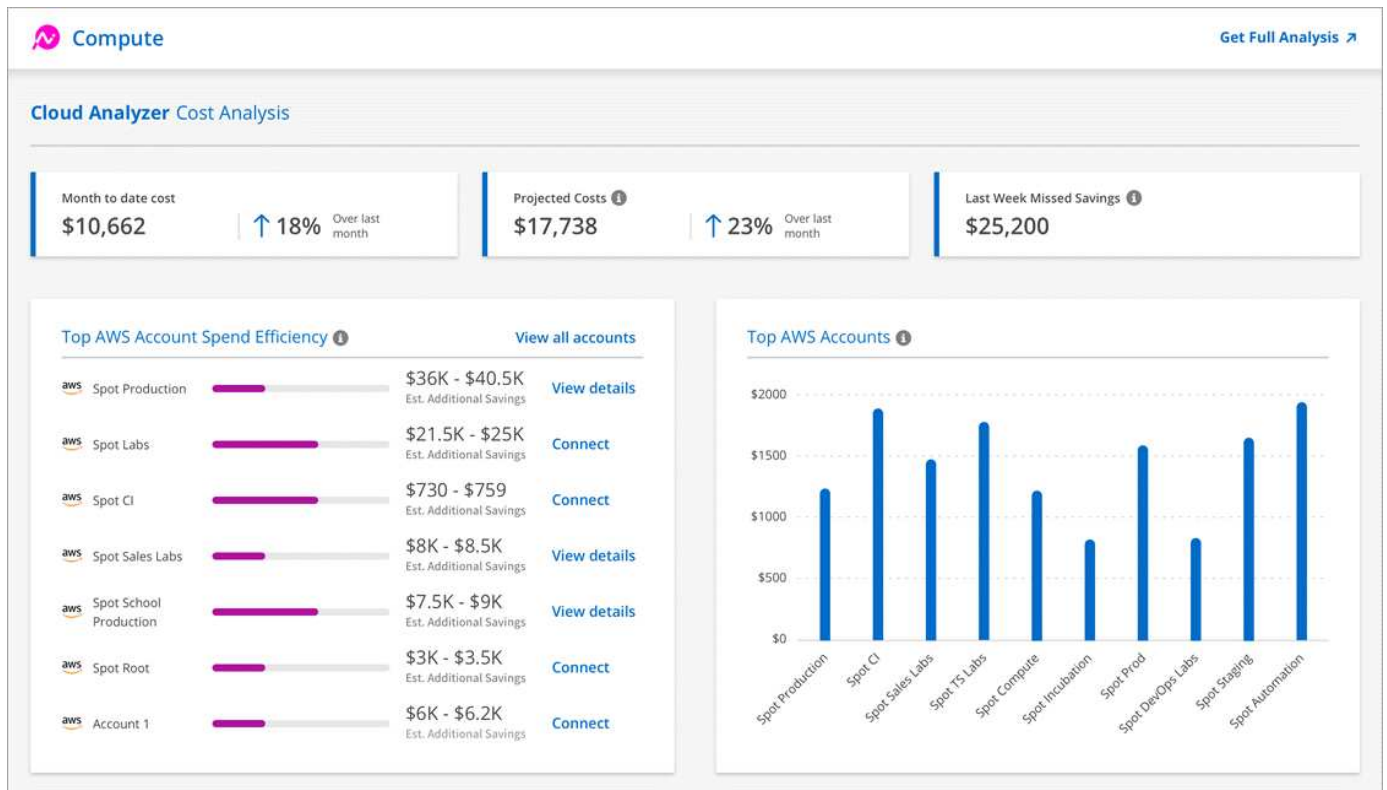 Compute
Get Full Analysis ↗
Cloud Analyzer Cost Analysis
Month to date cost
$10,662
↑ 18% Over last
month
Projected Costs i
$17,738
↑ 23% Over last
month
Last Week Missed Savings i
$25,200
Top AWS Account Spend Efficiency i
View all accounts
aws Spot Production
$36K - $40.5K
Est. Additional Savings
View details
aws Spot Labs
$21.5K - $25K
Est. Additional Savings
Connect
aws Spot CI
$730 - $759
Est. Additional Savings
Connect
aws Spot Sales Labs
$8K - $8.5K
Est. Additional Savings
View details
aws Spot School
Production
$7.5K - $9K
Est. Additional Savings
View details
aws Spot Root
$3K - $3.5K
Est. Additional Savings
Connect
aws Account 1
$6K - $6.2K
Est. Additional Savings
Connect
Top AWS Accounts i
$2000
$1500
$1000
$500
$0
Spot Production
Spot CI
Spot Sales Labs
Spot TS Labs
Spot Compute
Spot Incubation
Spot Prod
Spot DevOps Labs
Spot Staging
Spot Automation